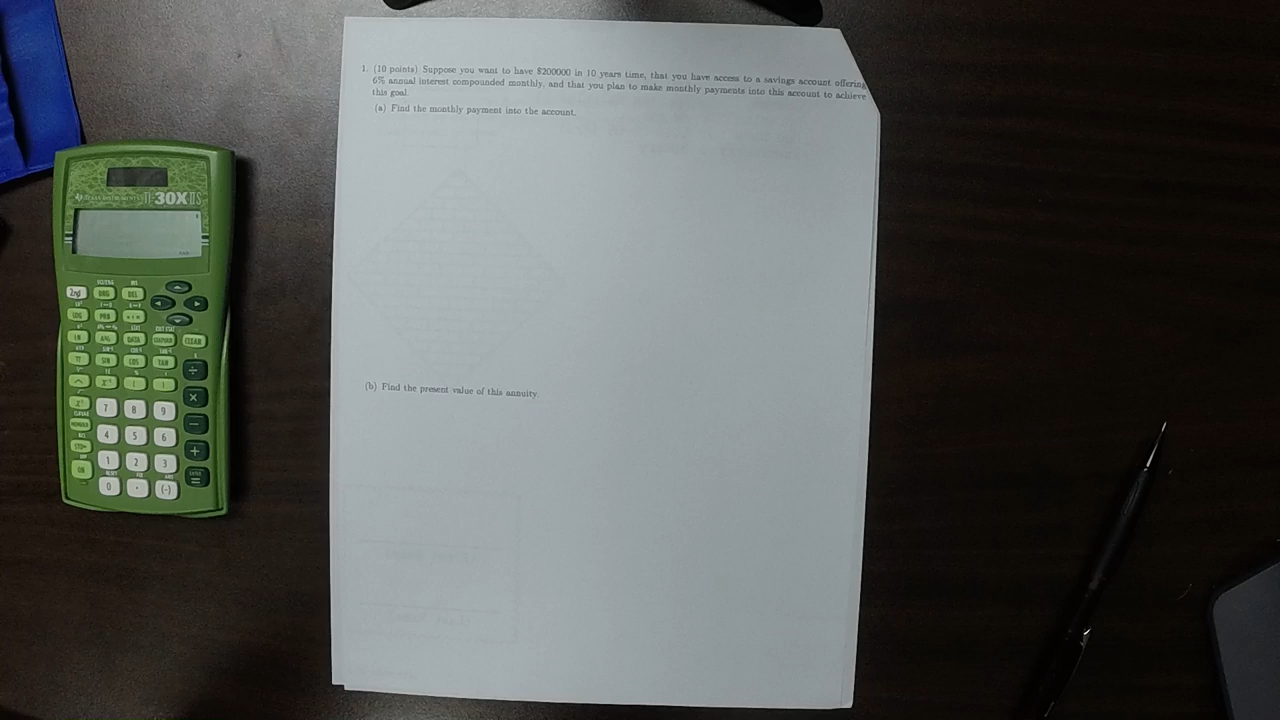 1. (10 points) Suppose you want to have $200000 in 10 years time, that you have access to a savings account offering
6% annual interest compounded monthly, and that you plan to make monthly payments into this account to achieve
this goal.
(a) Find the monthly payment into the account.
(b) Find the present value of this annuity.
TEXAS INSTRUMENTS TI-30X IIS
2nd DRG DEL
LOG PRB
LN DATA STATVAR CLEAR
π SIN COS TAN ÷
^ ( ) ×
x² 7 8 9 −
MEMVAR 4 5 6 +
STO▸ 1 2 3 ENTER =
ON 0 . (-)